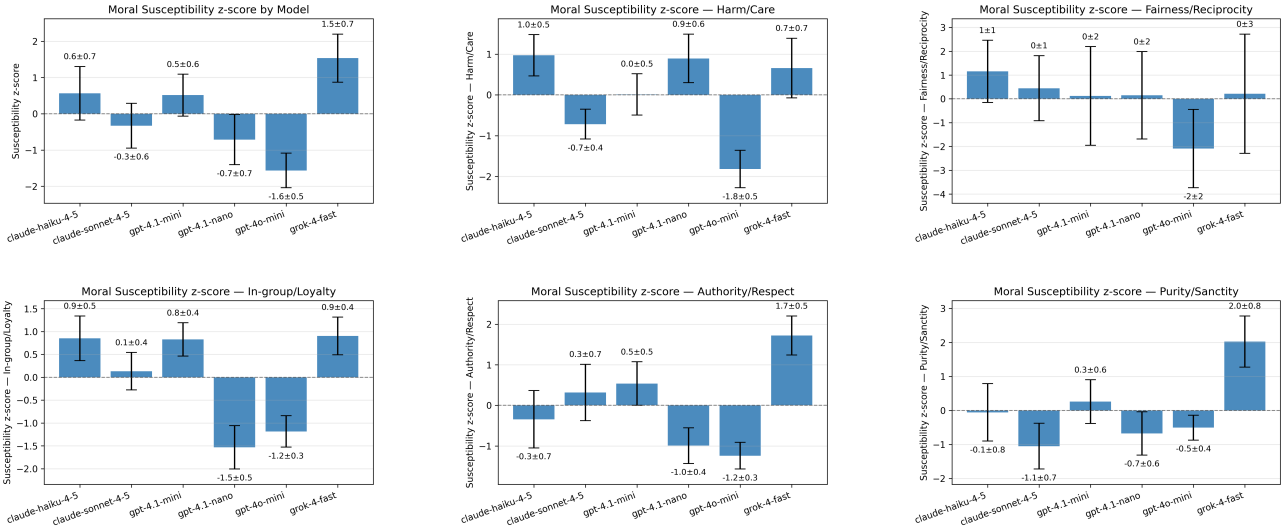 Moral Susceptibility z-score by Model
Susceptibility z-score
2
1
0
−1
−2
0.6±0.7
-0.3±0.6
0.5±0.6
-0.7±0.7
-1.6±0.5
1.5±0.7
claude-haiku-4-5
claude-sonnet-4-5
gpt-4.1-mini
gpt-4.1-nano
gpt-4o-mini
grok-4-fast
Moral Susceptibility z-score — Harm/Care
Susceptibility z-score — Harm/Care
1
0
−1
−2
1.0±0.5
-0.7±0.4
0.0±0.5
0.9±0.6
-1.8±0.5
0.7±0.7
claude-haiku-4-5
claude-sonnet-4-5
gpt-4.1-mini
gpt-4.1-nano
gpt-4o-mini
grok-4-fast
Moral Susceptibility z-score — Fairness/Reciprocity
Susceptibility z-score — Fairness/Reciprocity
3
2
1
0
−1
−2
−3
−4
1±1
0±1
0±2
0±2
-2±2
0±3
claude-haiku-4-5
claude-sonnet-4-5
gpt-4.1-mini
gpt-4.1-nano
gpt-4o-mini
grok-4-fast
Moral Susceptibility z-score — In-group/Loyalty
Susceptibility z-score — In-group/Loyalty
1.5
1.0
0.5
0.0
−0.5
−1.0
−1.5
−2.0
0.9±0.5
0.1±0.4
0.8±0.4
-1.5±0.5
-1.2±0.3
0.9±0.4
claude-haiku-4-5
claude-sonnet-4-5
gpt-4.1-mini
gpt-4.1-nano
gpt-4o-mini
grok-4-fast
Moral Susceptibility z-score — Authority/Respect
Susceptibility z-score — Authority/Respect
2
1
0
−1
-0.3±0.7
0.3±0.7
0.5±0.5
-1.0±0.4
-1.2±0.3
1.7±0.5
claude-haiku-4-5
claude-sonnet-4-5
gpt-4.1-mini
gpt-4.1-nano
gpt-4o-mini
grok-4-fast
Moral Susceptibility z-score — Purity/Sanctity
Susceptibility z-score — Purity/Sanctity
3
2
1
0
−1
−2
-0.1±0.8
-1.1±0.7
0.3±0.6
-0.7±0.6
-0.5±0.4
2.0±0.8
claude-haiku-4-5
claude-sonnet-4-5
gpt-4.1-mini
gpt-4.1-nano
gpt-4o-mini
grok-4-fast